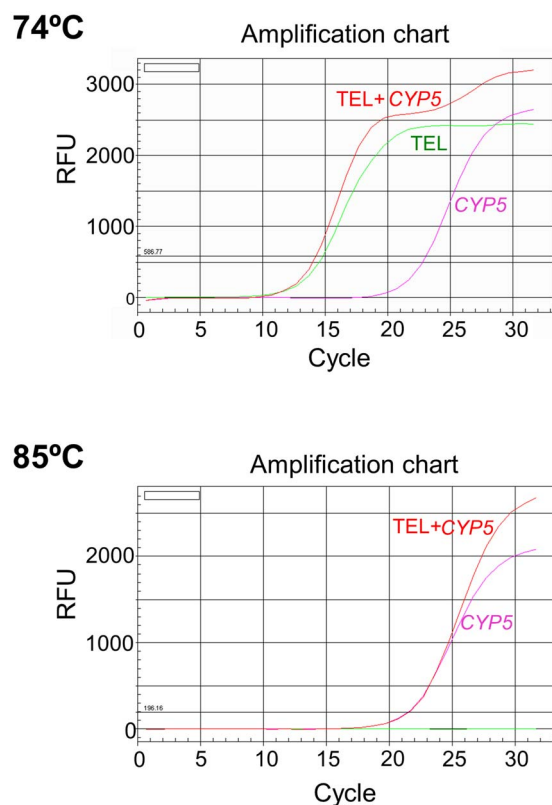 74ºC
Amplification chart
3000
TEL+CYP5
TEL
2000
CYP5
1000
586.77
0
RFU
0 5 10 15 20 25 30
Cycle
85ºC
Amplification chart
TEL+CYP5
2000
CYP5
1000
196.16
0
RFU
0 5 10 15 20 25 30
Cycle